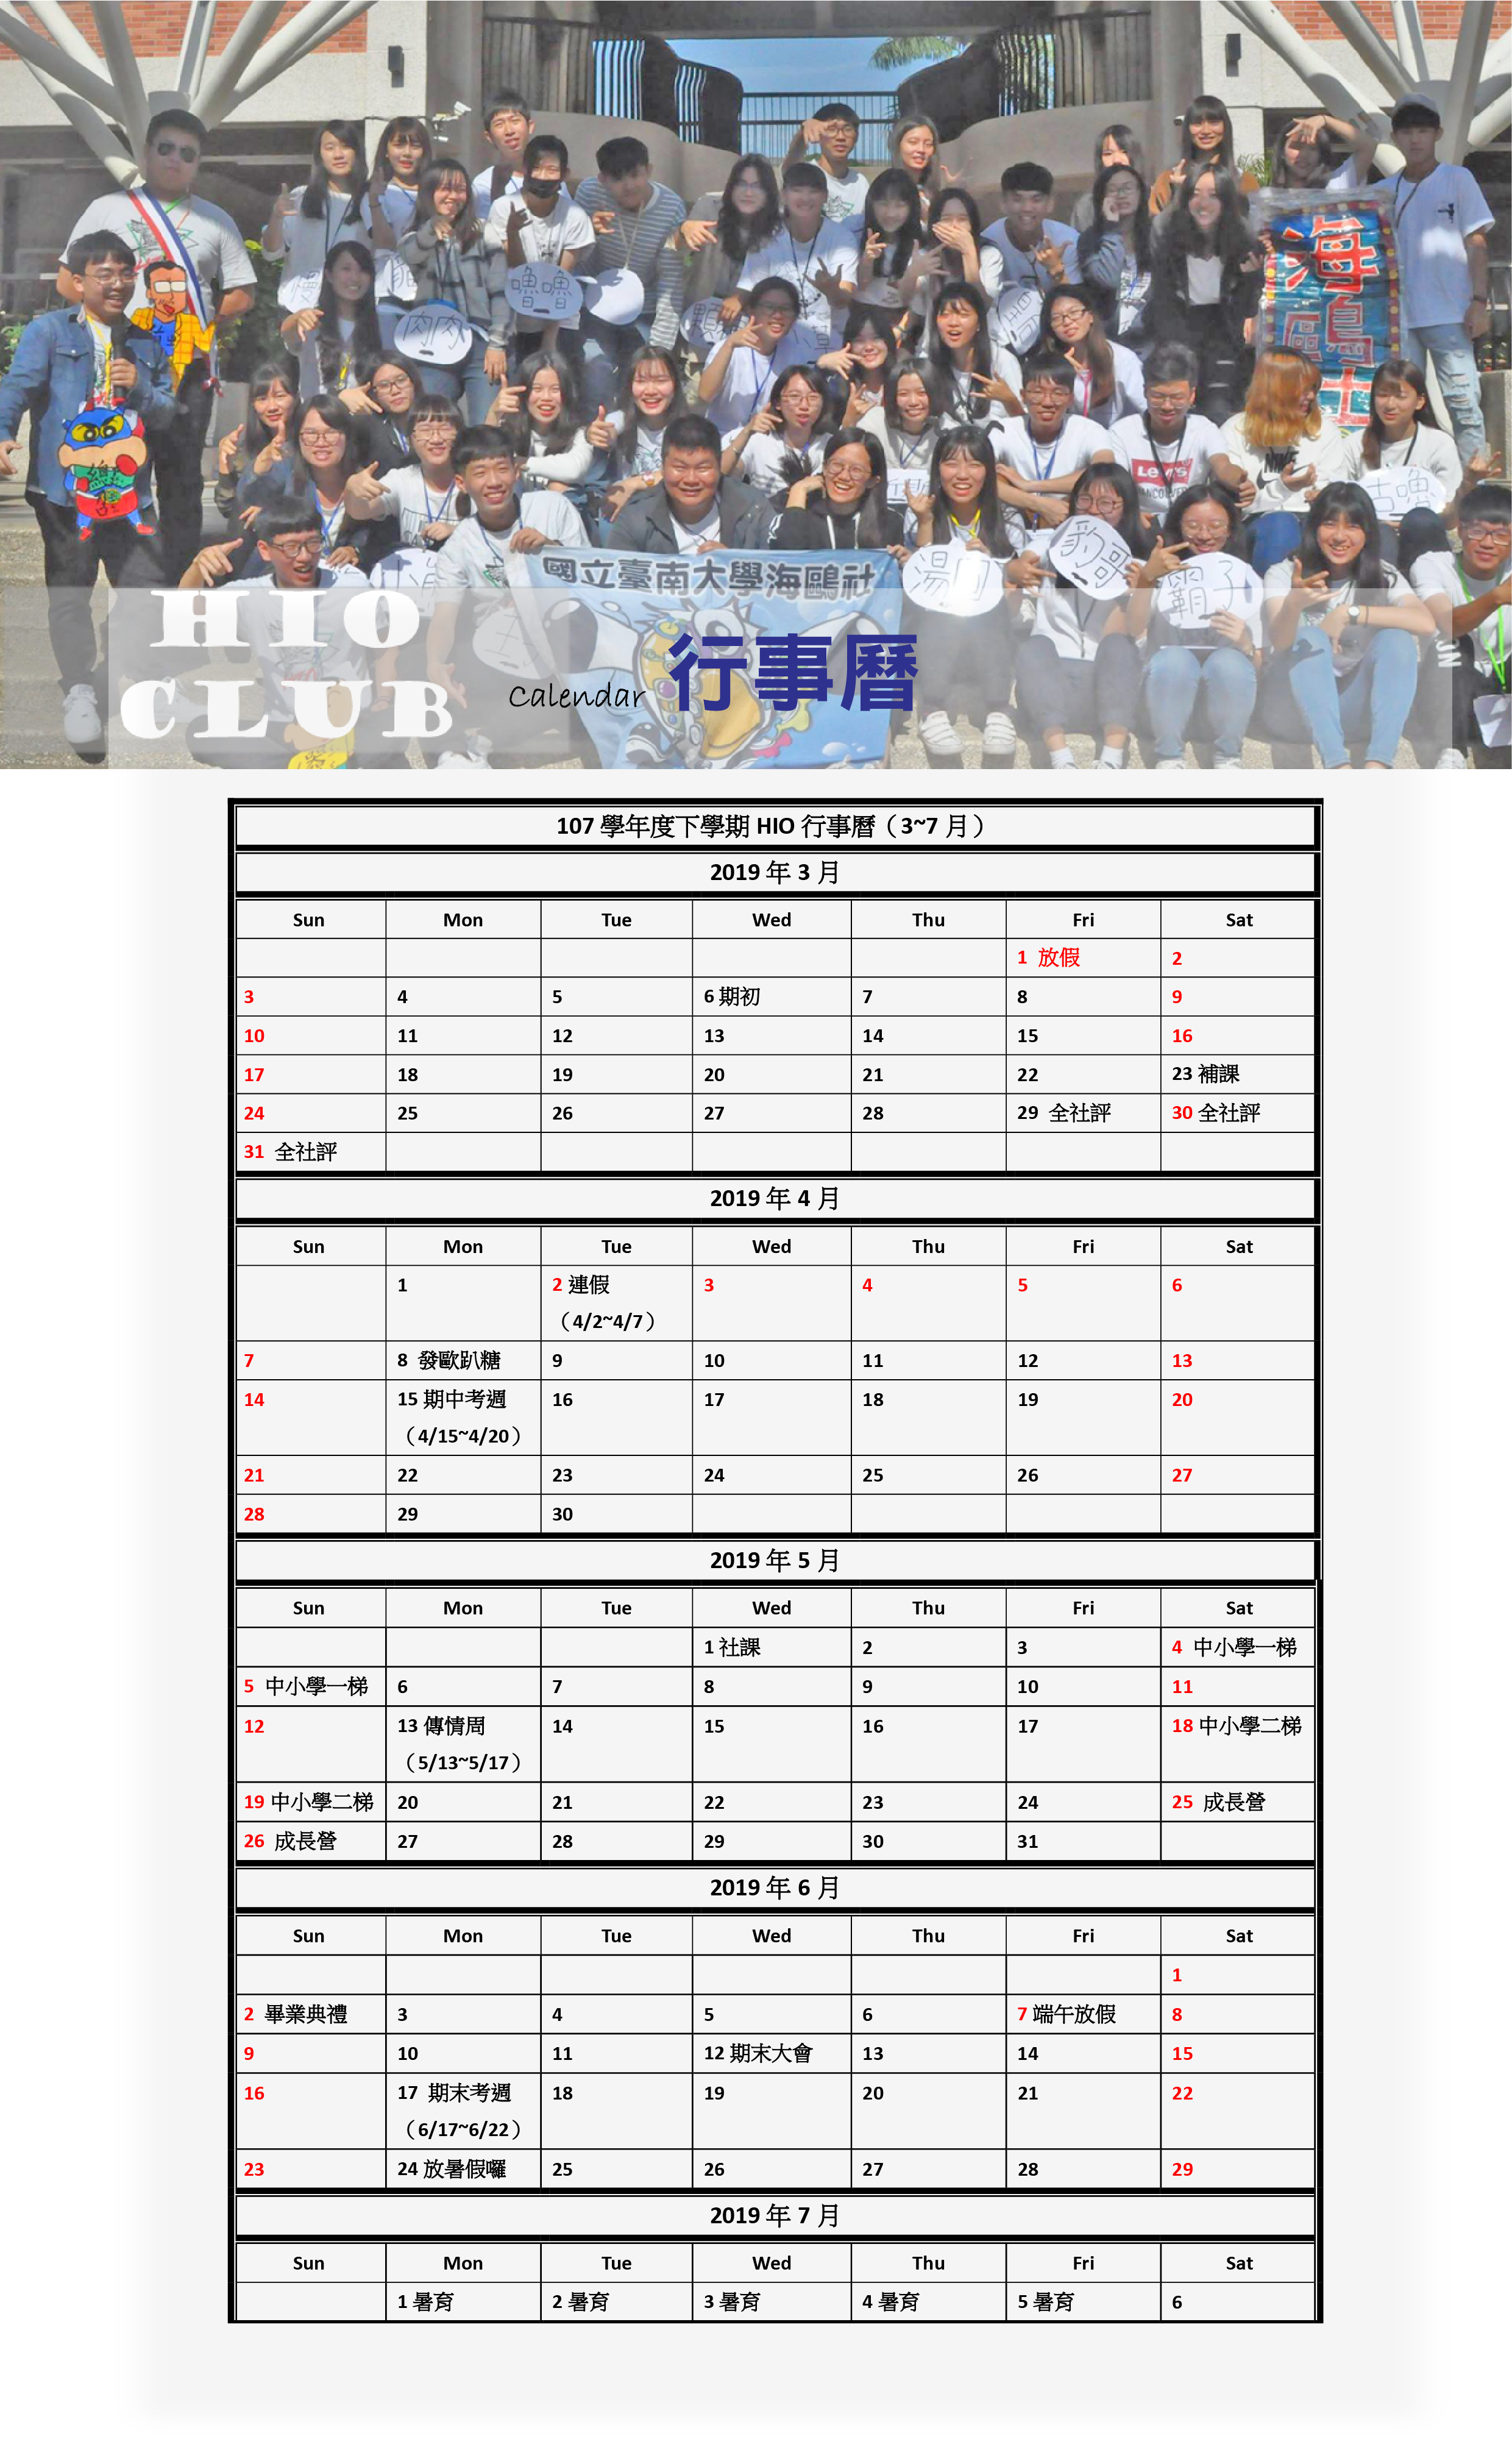 海鷗
區
士
嚕嚕
肉肉
Levi's
NIKE
咕嚕
豹哥
霸子
國立臺南大學海鷗社
HIO
CLUB
Calendar 行事曆
107 學年度下學期 HIO 行事曆（3~7 月）
2019 年 3 月
Sun Mon Tue Wed Thu Fri Sat
1 放假 2
3 4 5 6 期初 7 8 9
10 11 12 13 14 15 16
17 18 19 20 21 22 23 補課
24 25 26 27 28 29 全社評 30 全社評
31 全社評
2019 年 4 月
Sun Mon Tue Wed Thu Fri Sat
1 2 連假 3 4 5 6
（4/2~4/7）
7 8 發歐趴糖 9 10 11 12 13
14 15 期中考週 16 17 18 19 20
（4/15~4/20）
21 22 23 24 25 26 27
28 29 30
2019 年 5 月
Sun Mon Tue Wed Thu Fri Sat
1 社課 2 3 4 中小學一梯
5 中小學一梯 6 7 8 9 10 11
12 13 傳情周 14 15 16 17 18 中小學二梯
（5/13~5/17）
19 中小學二梯 20 21 22 23 24 25 成長營
26 成長營 27 28 29 30 31
2019 年 6 月
Sun Mon Tue Wed Thu Fri Sat
1
2 畢業典禮 3 4 5 6 7 端午放假 8
9 10 11 12 期末大會 13 14 15
16 17 期末考週 18 19 20 21 22
（6/17~6/22）
23 24 放暑假囉 25 26 27 28 29
2019 年 7 月
Sun Mon Tue Wed Thu Fri Sat
1 暑育 2 暑育 3 暑育 4 暑育 5 暑育 6